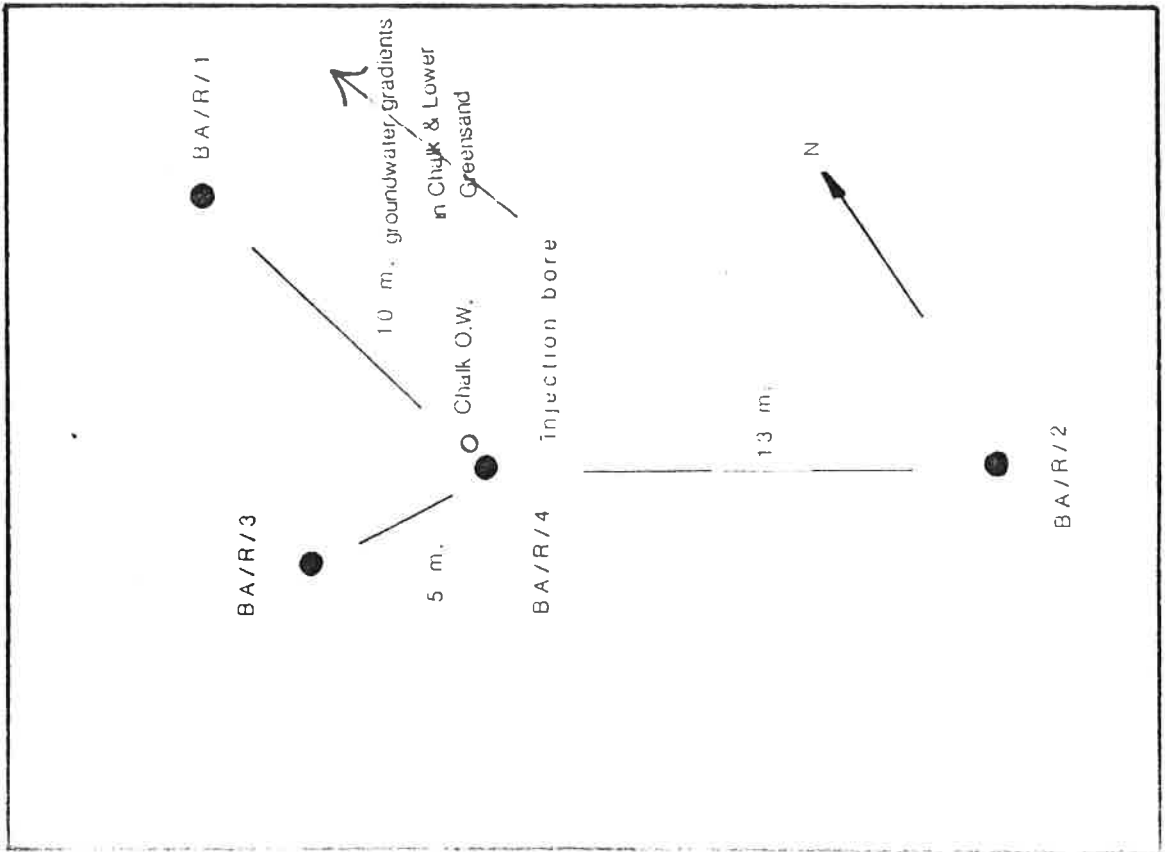 BA/R/1
10 m.
groundwater gradients
in Chalk & Lower
Greensand
N
Chalk O.W.
injection bore
BA/R/3
5 m.
BA/R/4
13 m.
BA/R/2